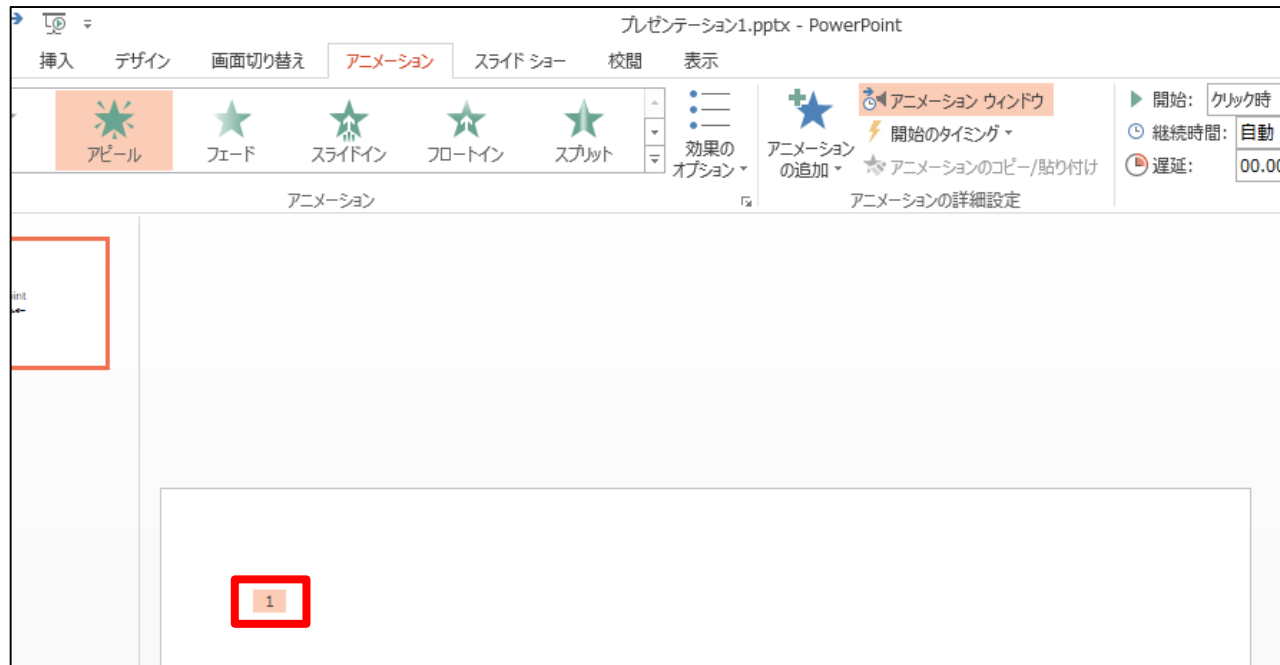 プレゼンテーション1.pptx - PowerPoint
挿入 デザイン 画面切り替え アニメーション スライド ショー 校閲 表示
アピール フェード スライドイン フロートイン スプリット
効果の
オプション
アニメーション
の追加
アニメーション ウィンドウ
開始のタイミング
アニメーションのコピー/貼り付け
開始: クリック時
継続時間: 自動
遅延: 00.00
アニメーション
アニメーションの詳細設定
int
1